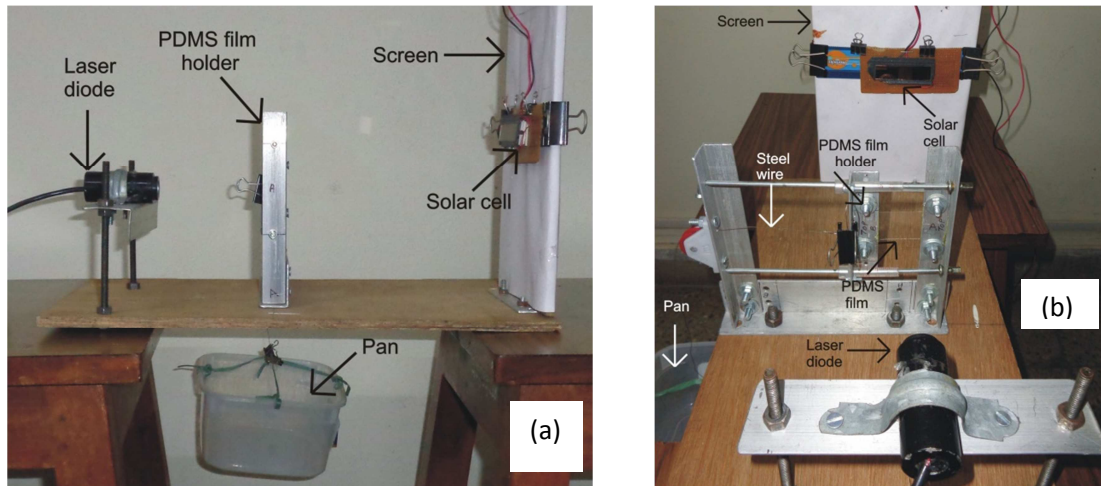 PDMS film
holder
Screen
Laser
diode
Solar cell
Pan
(a)
Screen
Solar
cell
PDMS film
holder
Steel
wire
PDMS
film
Pan
Laser
diode
(b)